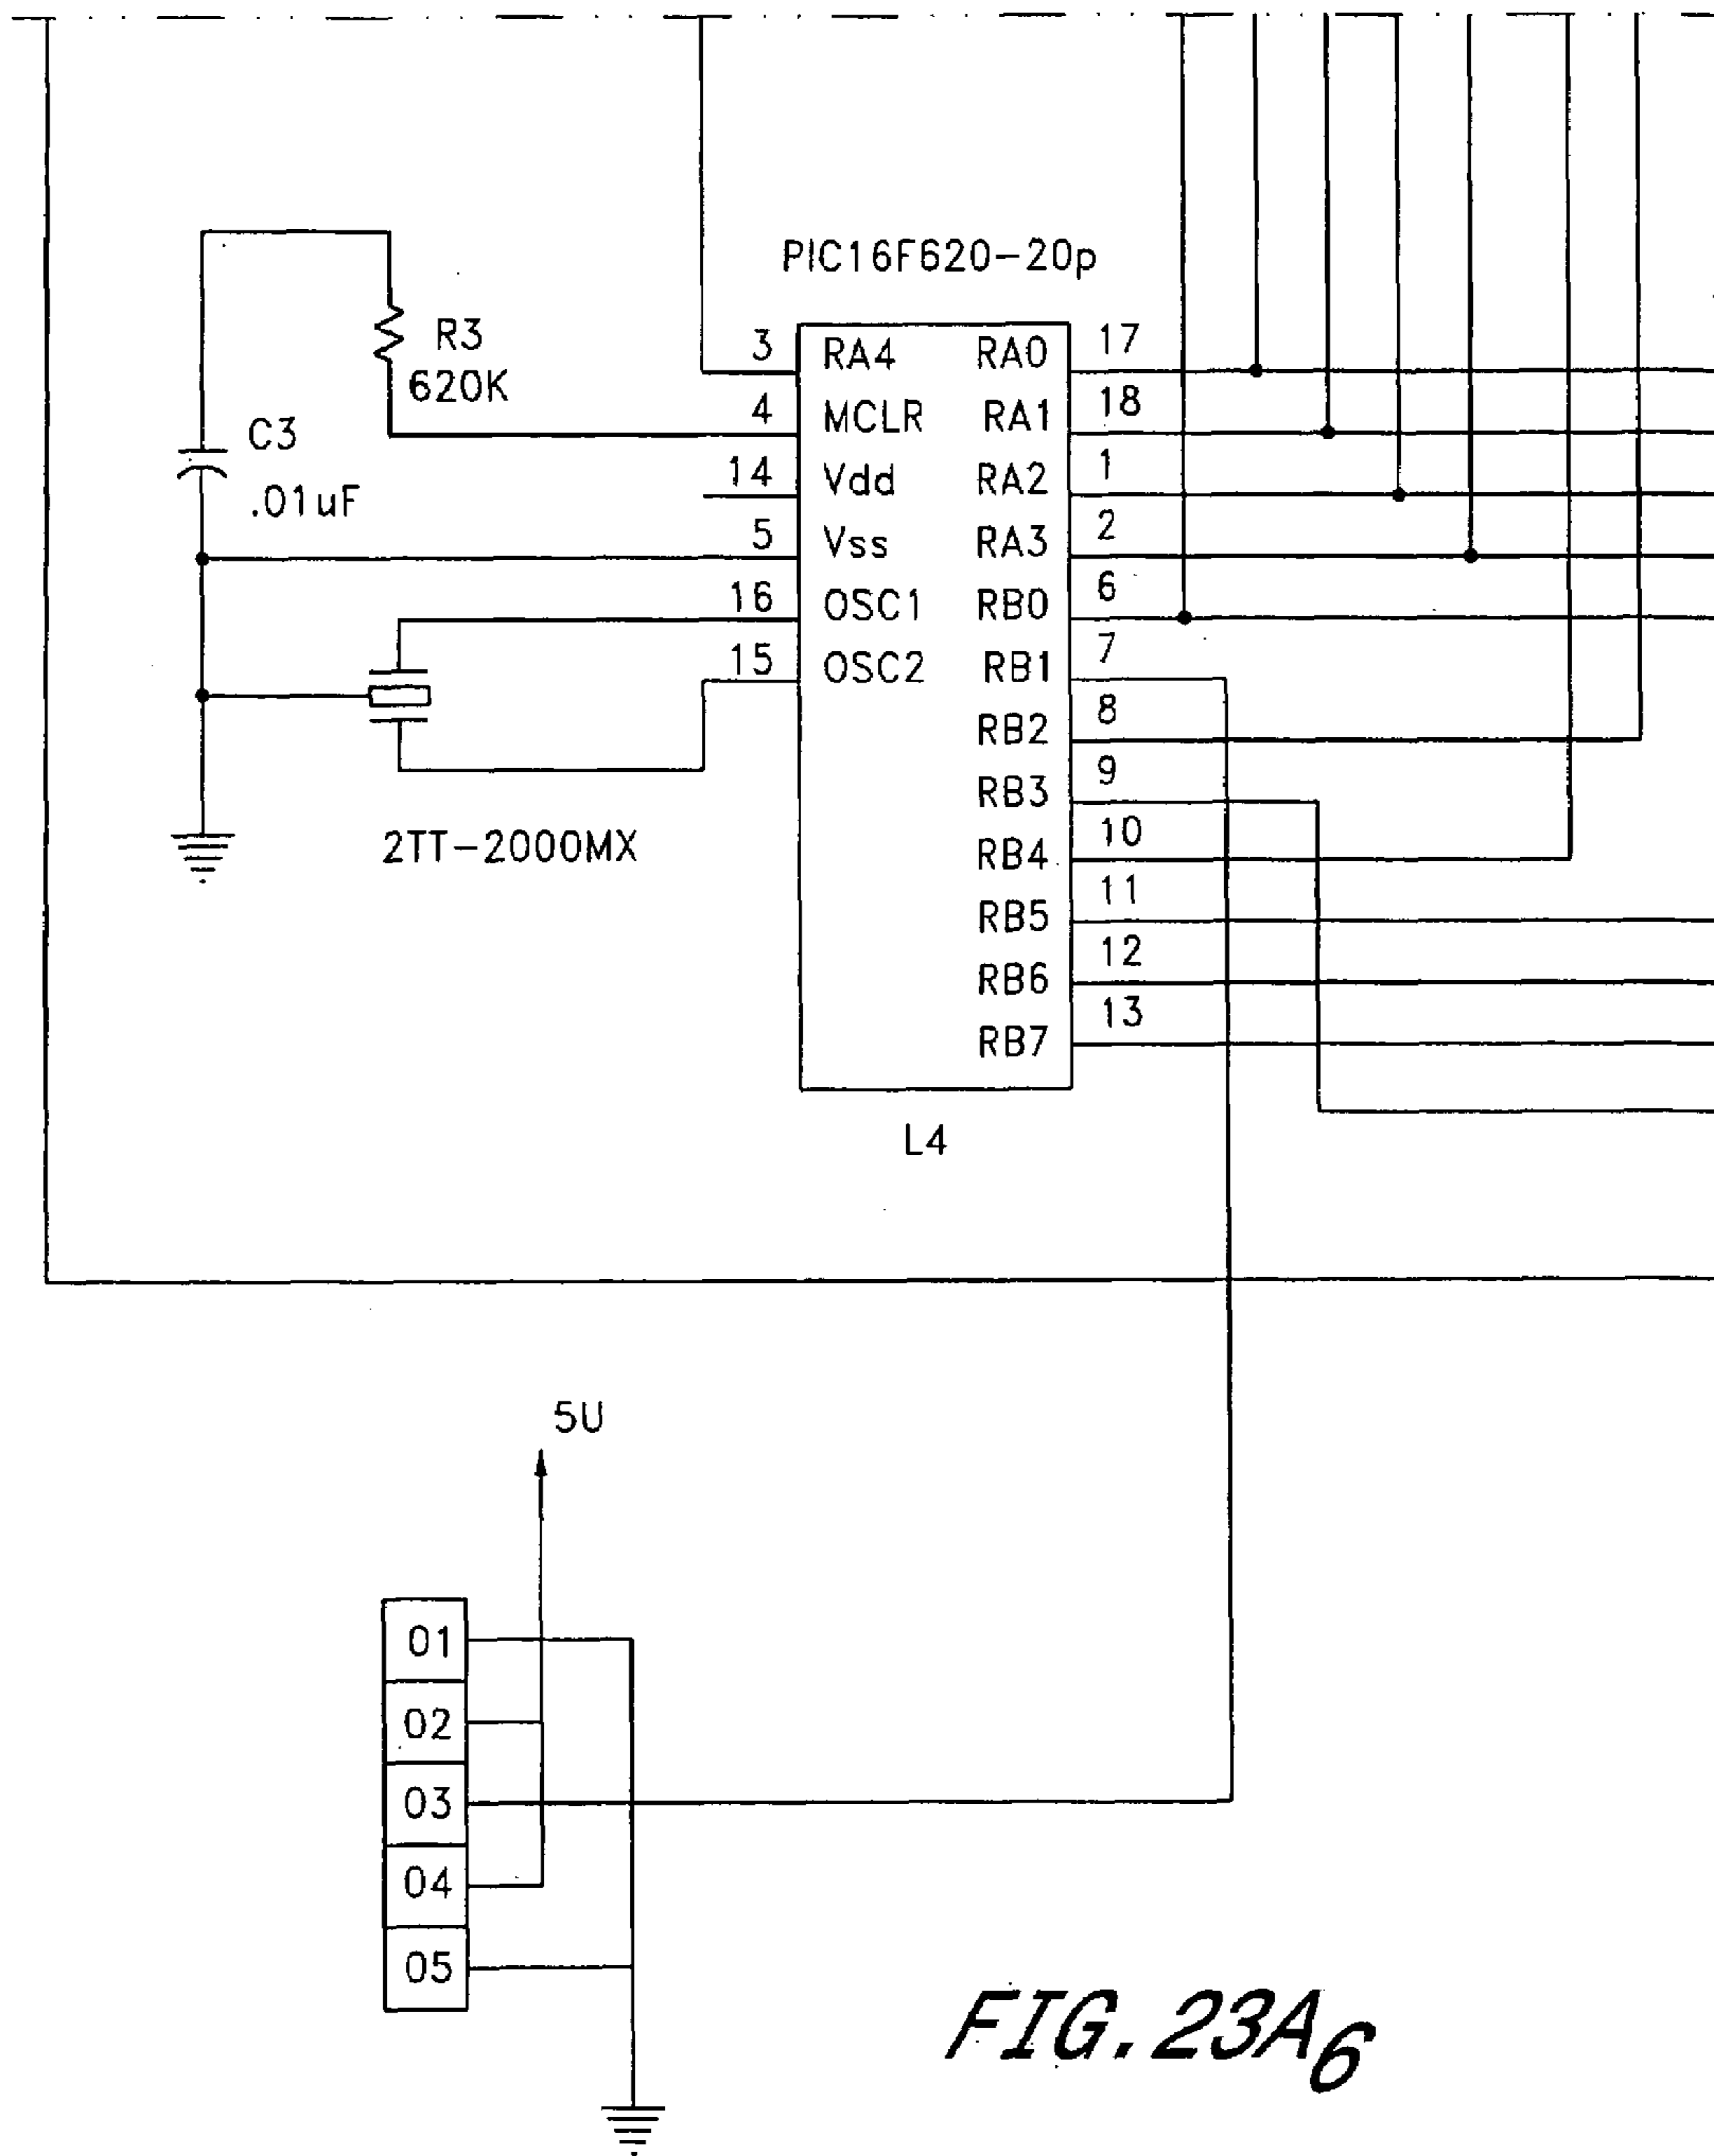 PIC16F620-20p
R3
620K
C3
.01uF
3 RA4 RA0 17
4 MCLR RA1 18
14 Vdd RA2 1
5 Vss RA3 2
16 OSC1 RB0 6
15 OSC2 RB1 7
RB2 8
RB3 9
RB4 10
RB5 11
RB6 12
RB7 13
2TT-2000MX
L4
5U
01
02
03
04
05
FIG. 23A6